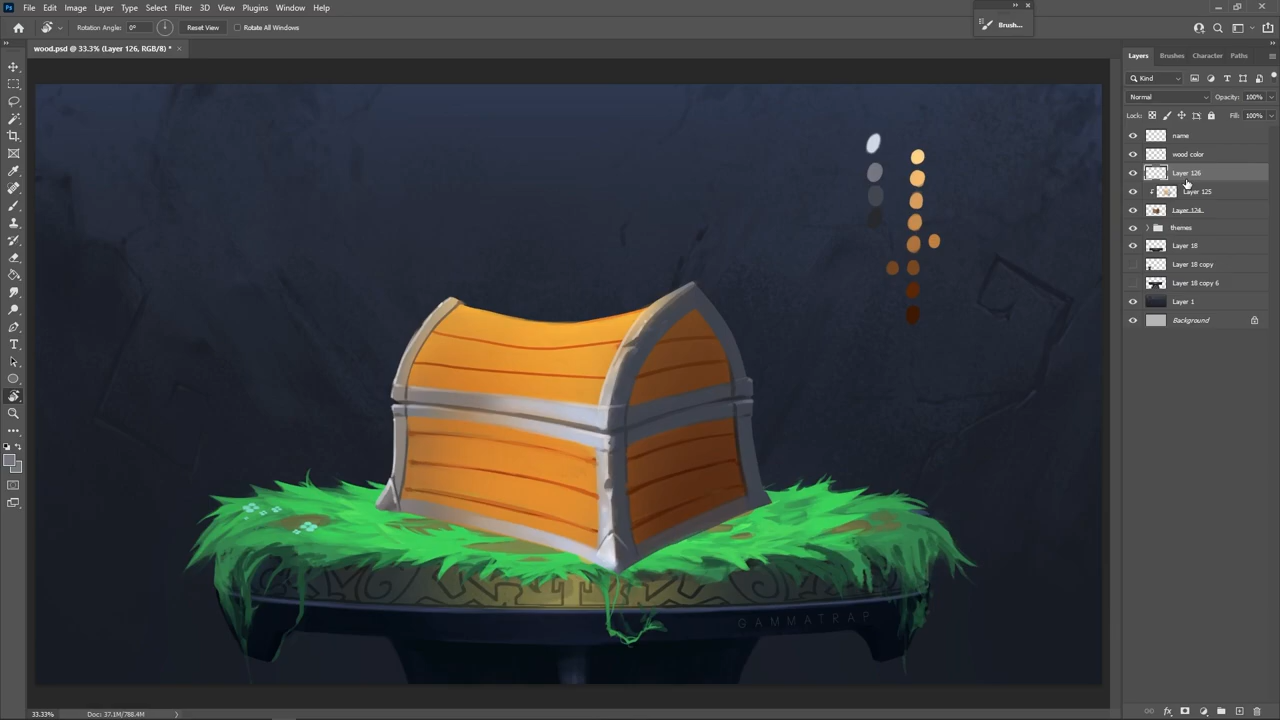 Ps File Edit Image Layer Type Select Filter 3D View Plugins Window Help
Rotation Angle: 0° Reset View Rotate All Windows
Brush...
wood.psd @ 33.3% (Layer 126, RGB/8) * ×
Layers Brushes Character Paths
Kind
Normal Opacity: 100%
Lock: Fill: 100%
name
wood color
Layer 126
Layer 125
Layer 124
themes
Layer 18
Layer 18 copy
Layer 18 copy 6
Layer 1
Background
GAMMATRAP
33.33% Doc: 37.1M/788.4M